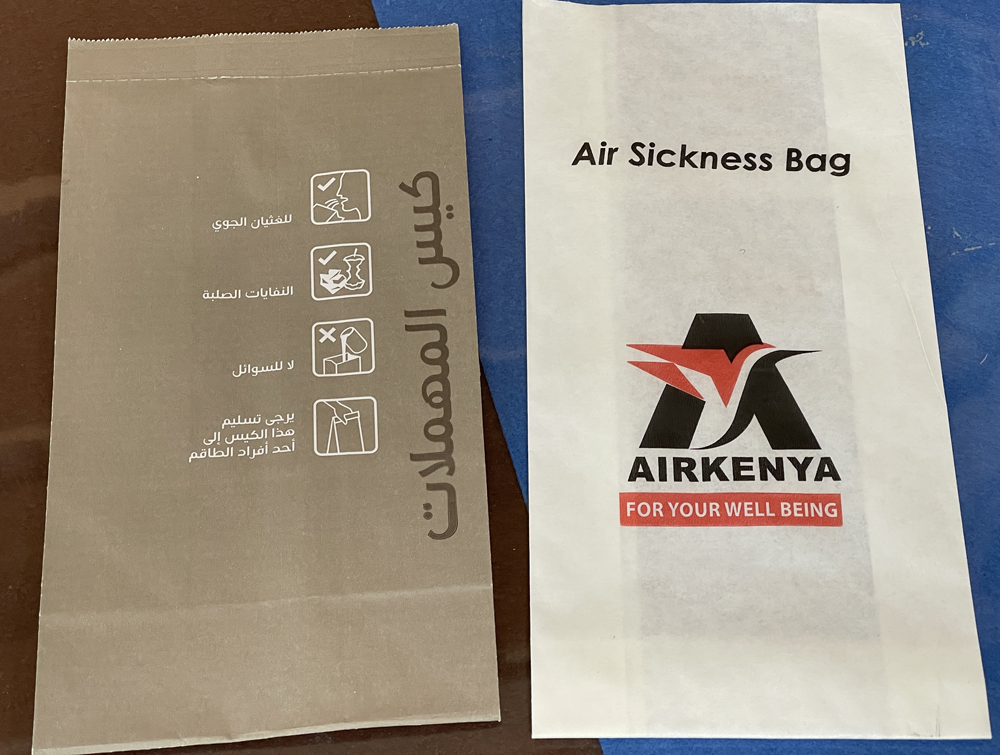 كيس المهملات
للغثيان الجوي
النفايات الصلبة
لا للسوائل
يرجى تسليم
هذا الكيس إلى
أحد أفراد الطاقم
Air Sickness Bag
AIRKENYA
FOR YOUR WELL BEING